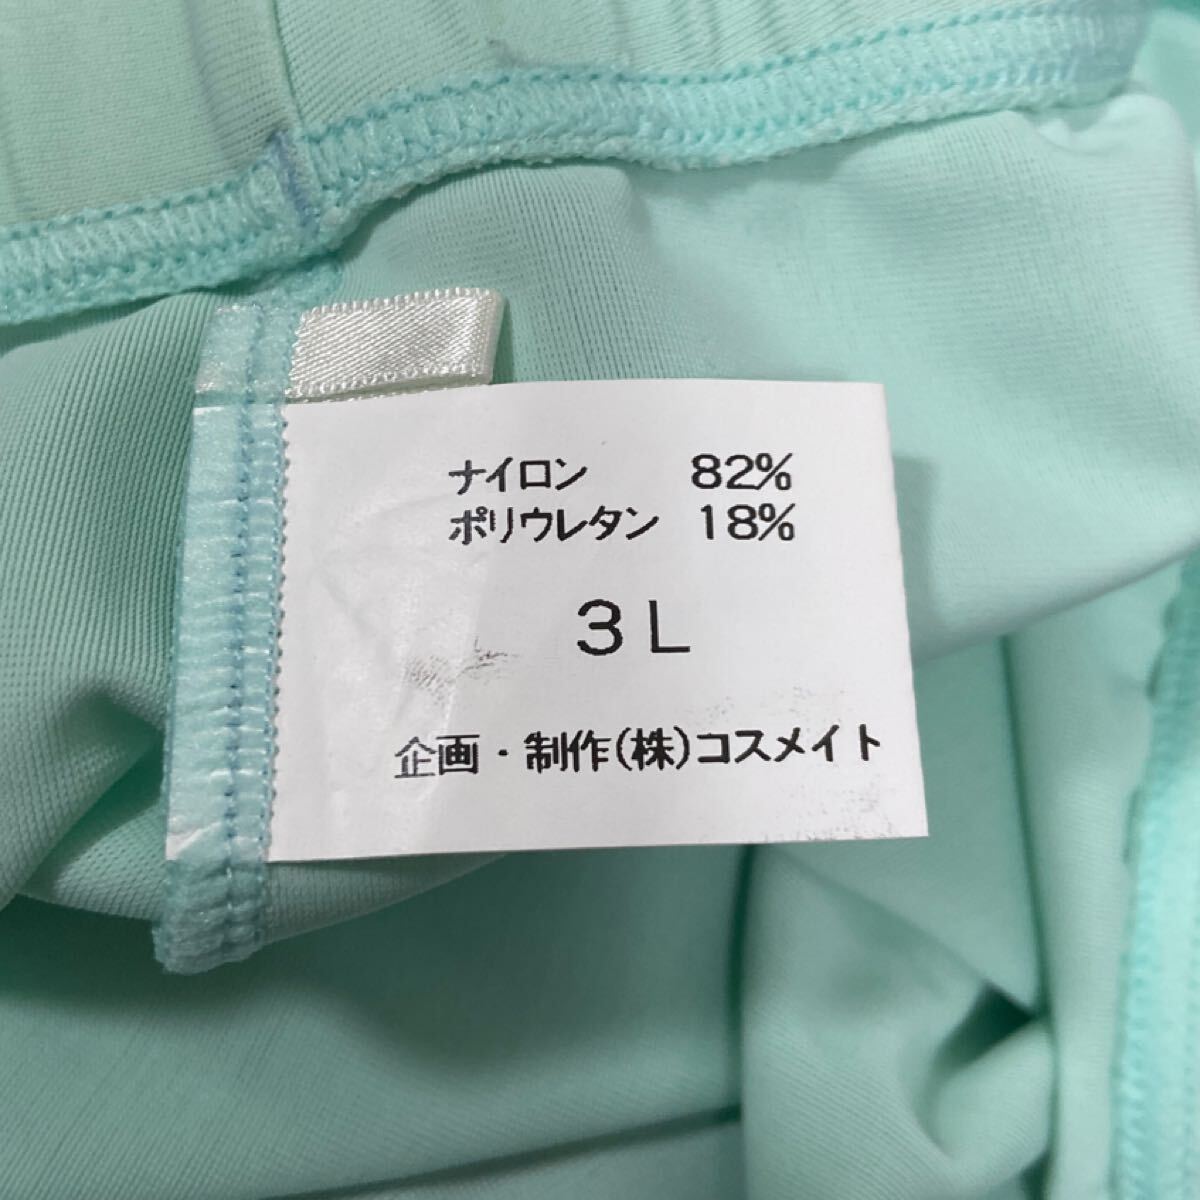 ナイロン 82%
ポリウレタン 18%
3L
企画・制作(株)コスメイト